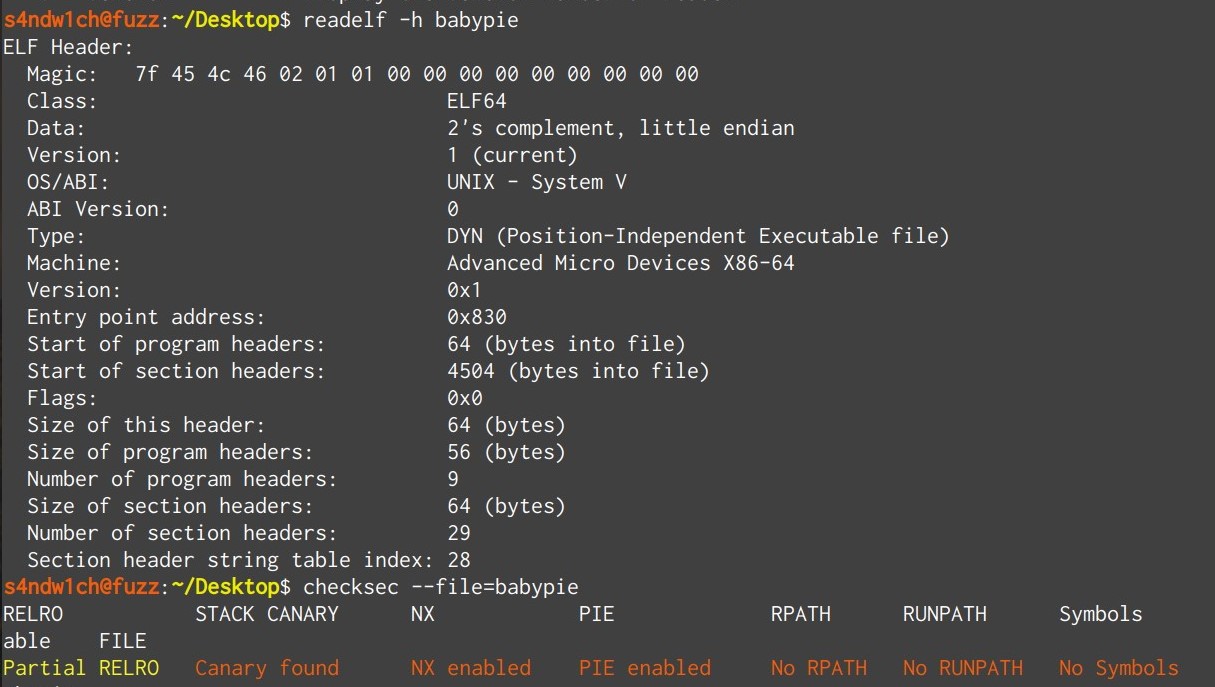 s4ndw1ch@fuzz:~/Desktop$ readelf -h babypie
ELF Header:
  Magic:   7f 45 4c 46 02 01 01 00 00 00 00 00 00 00 00 00
  Class:                             ELF64
  Data:                              2's complement, little endian
  Version:                           1 (current)
  OS/ABI:                            UNIX - System V
  ABI Version:                       0
  Type:                              DYN (Position-Independent Executable file)
  Machine:                           Advanced Micro Devices X86-64
  Version:                           0x1
  Entry point address:               0x830
  Start of program headers:          64 (bytes into file)
  Start of section headers:          4504 (bytes into file)
  Flags:                             0x0
  Size of this header:               64 (bytes)
  Size of program headers:           56 (bytes)
  Number of program headers:         9
  Size of section headers:           64 (bytes)
  Number of section headers:         29
  Section header string table index: 28
s4ndw1ch@fuzz:~/Desktop$ checksec --file=babypie
RELRO           STACK CANARY      NX            PIE             RPATH      RUNPATH      Symbols
able    FILE
Partial RELRO   Canary found      NX enabled    PIE enabled     No RPATH   No RUNPATH   No Symbols